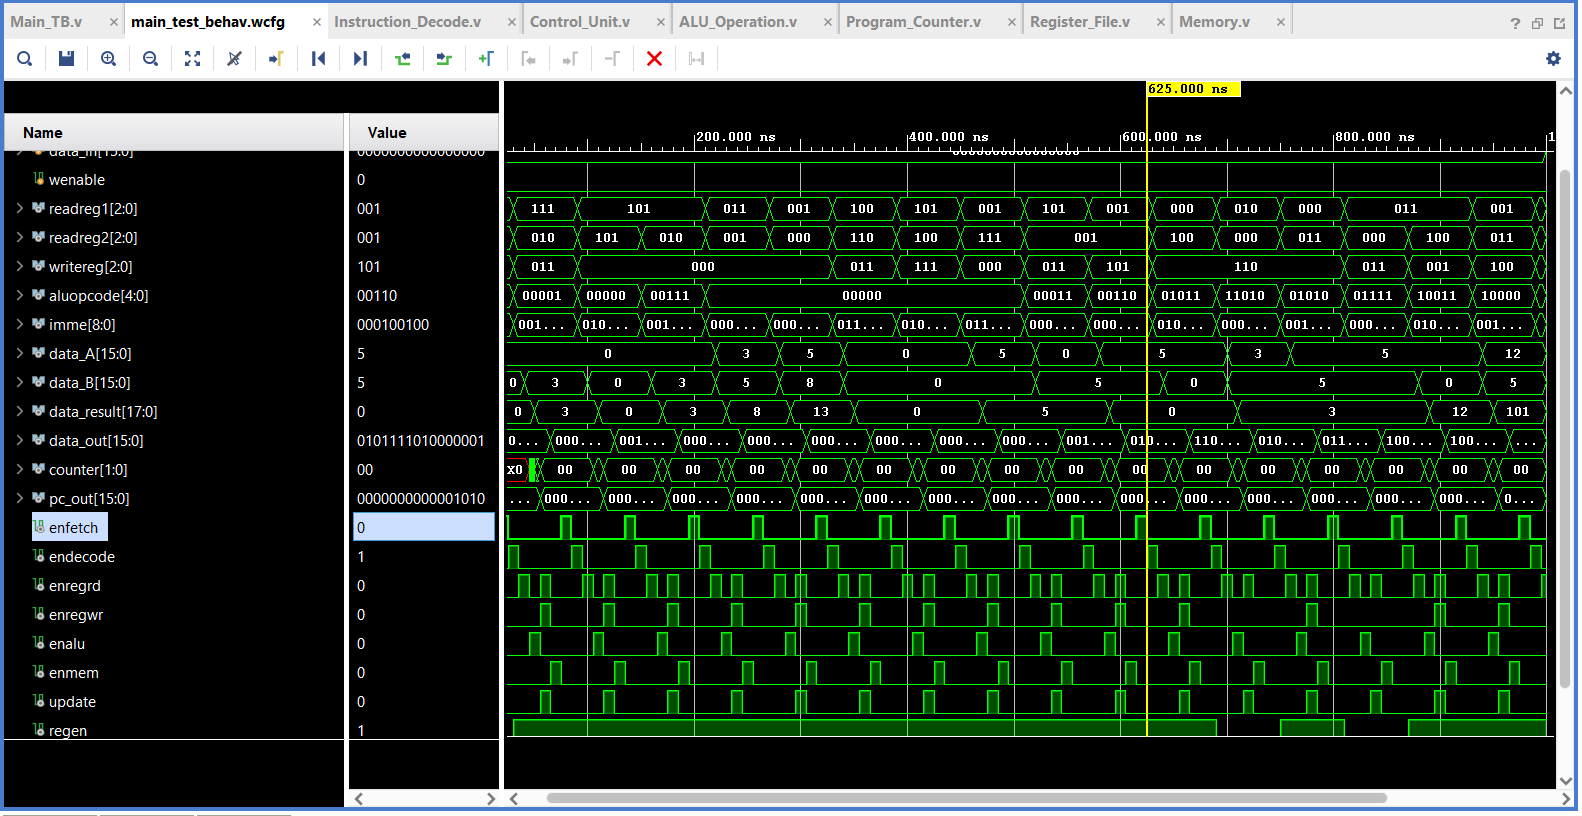 Main_TB.v × main_test_behav.wcfg × Instruction_Decode.v × Control_Unit.v × ALU_Operation.v × Program_Counter.v × Register_File.v × Memory.v × ?
625.000 ns
Name Value 200.000 ns 400.000 ns 600.000 ns 800.000 ns 1
data_in[15:0] 0000000000000000 0000000000000000
wenable 0
readreg1[2:0] 001 111 101 011 001 100 101 001 101 001 000 010 000 011 001
readreg2[2:0] 001 010 101 010 001 000 110 100 111 001 100 000 011 000 100 011
writereg[2:0] 101 011 000 011 111 000 011 101 110 011 001 100
aluopcode[4:0] 00110 00001 00000 00111 00000 00011 00110 01011 11010 01010 01111 10011 10000
imme[8:0] 000100100 001... 010... 001... 000... 000... 011... 010... 011... 000... 000... 010... 000... 001... 000... 010... 001...
data_A[15:0] 5 0 3 5 0 5 0 5 3 5 12
data_B[15:0] 5 0 3 0 3 5 8 0 5 0 5 0 5
data_result[17:0] 0 0 3 0 3 8 13 0 5 0 3 12 101
data_out[15:0] 0101111010000001 0... 000... 001... 000... 000... 000... 000... 000... 000... 001... 010... 110... 010... 011... 100... 100... ...
counter[1:0] 00 X0 00 00 00 00 00 00 00 00 00 00 00 00 00 00 00 00
pc_out[15:0] 0000000000001010 ... 000... 000... 000... 000... 000... 000... 000... 000... 000... 000... 000... 000... 000... 000... 000... 0...
enfetch 0
endecode 1
enregrd 0
enregwr 0
enalu 0
enmem 0
update 0
regen 1